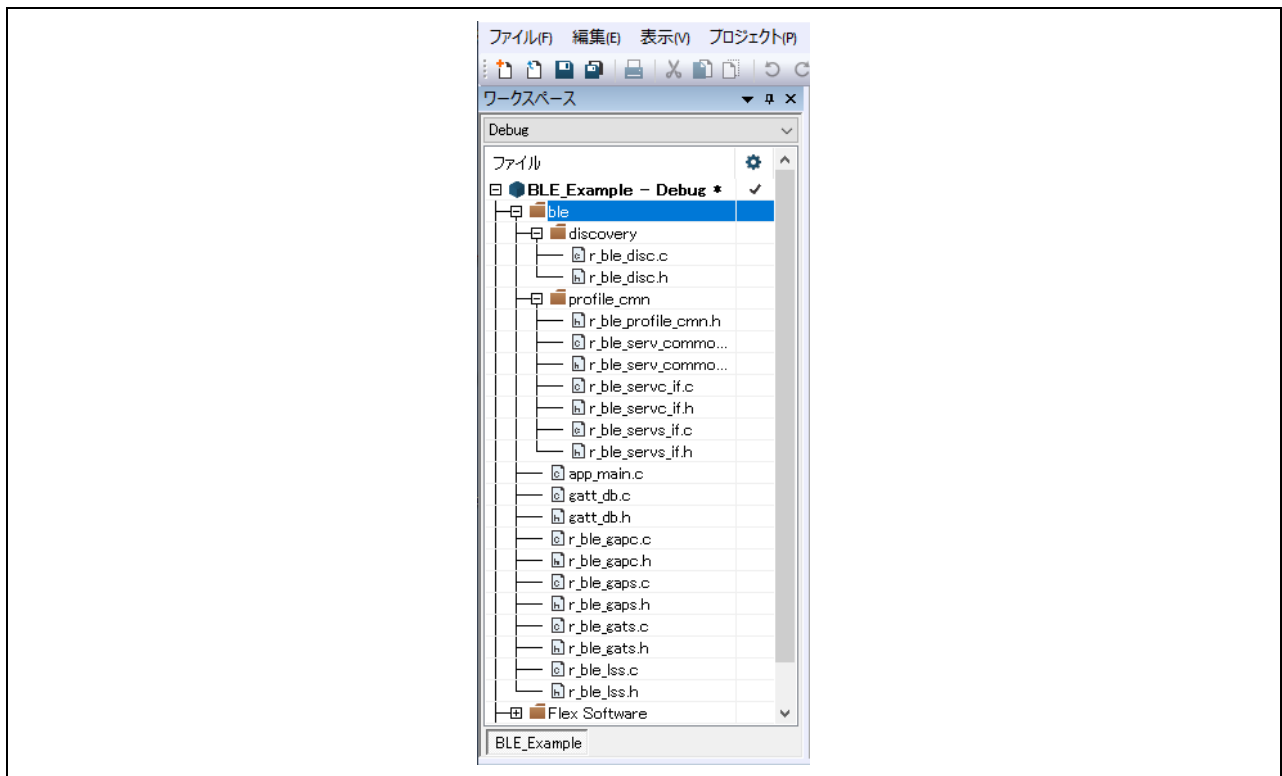 ファイル(F) 編集(E) 表示(V) プロジェクト(P)
ワークスペース
Debug
ファイル
BLE_Example - Debug *
ble
discovery
r_ble_disc.c
r_ble_disc.h
profile_cmn
r_ble_profile_cmn.h
r_ble_serv_commo...
r_ble_serv_commo...
r_ble_servc_if.c
r_ble_servc_if.h
r_ble_servs_if.c
r_ble_servs_if.h
app_main.c
gatt_db.c
gatt_db.h
r_ble_gapc.c
r_ble_gapc.h
r_ble_gaps.c
r_ble_gaps.h
r_ble_gats.c
r_ble_gats.h
r_ble_lss.c
r_ble_lss.h
Flex Software
BLE_Example